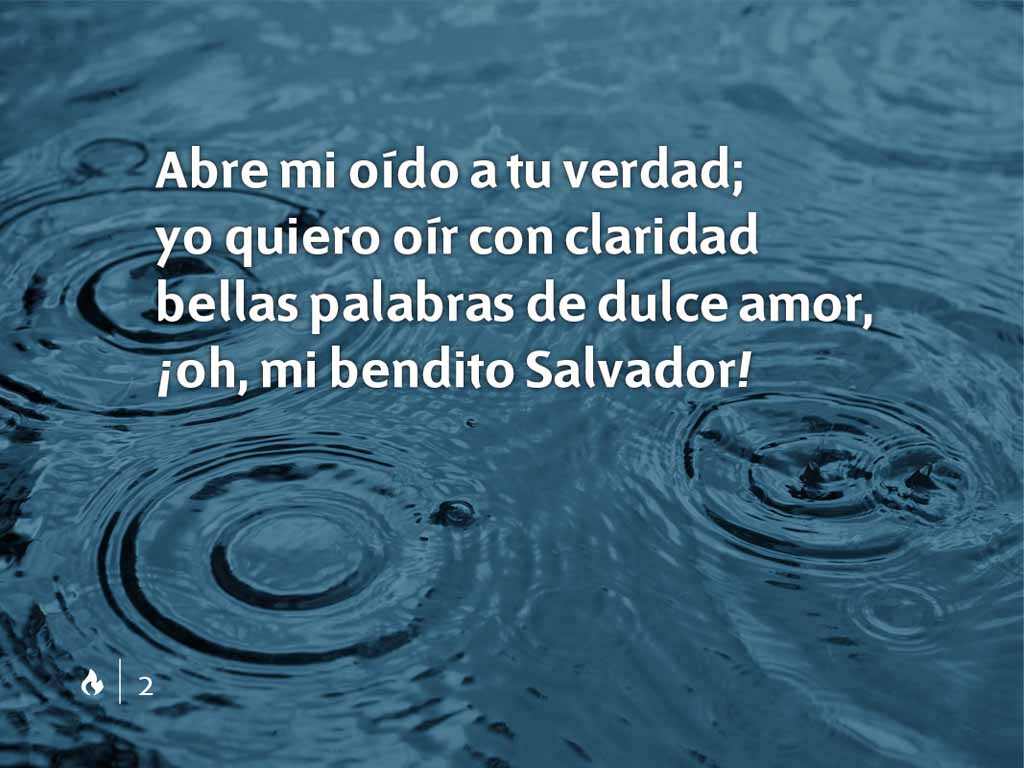 Abre mi oído a tu verdad;
yo quiero oír con claridad
bellas palabras de dulce amor,
¡oh, mi bendito Salvador!
2